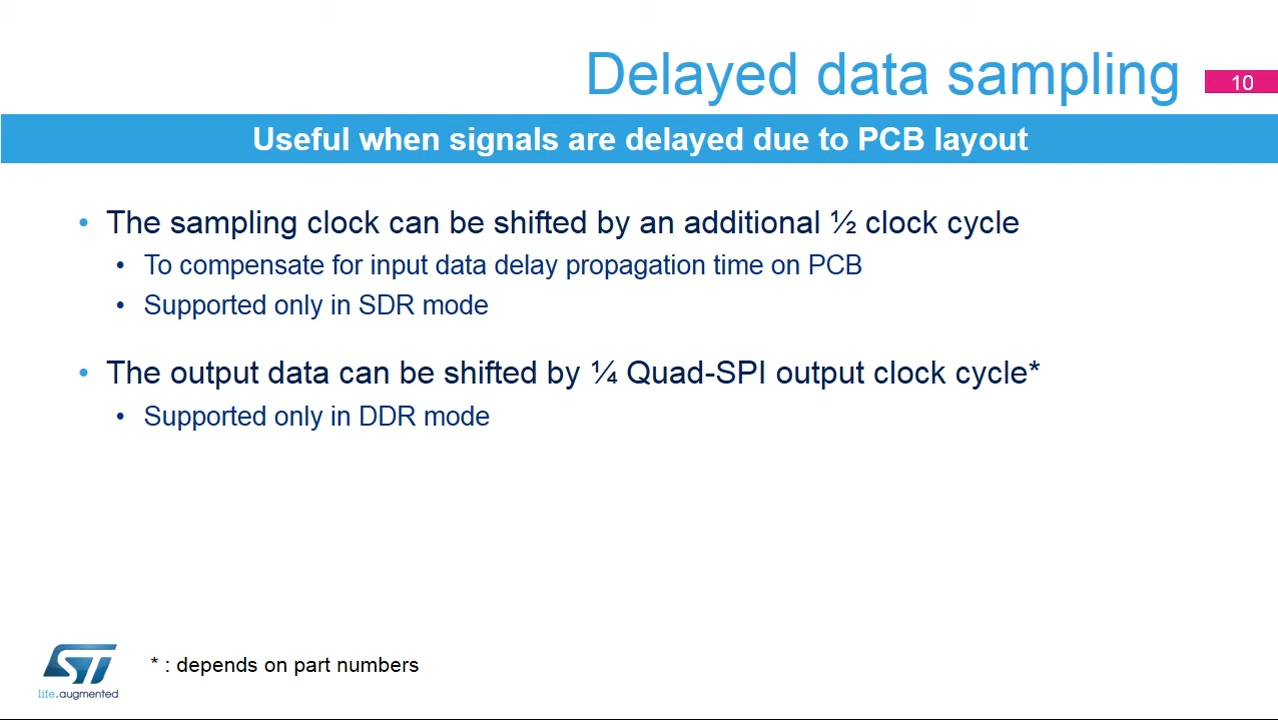 Delayed data sampling
10
Useful when signals are delayed due to PCB layout
• The sampling clock can be shifted by an additional ½ clock cycle
• To compensate for input data delay propagation time on PCB
• Supported only in SDR mode
• The output data can be shifted by ¼ Quad-SPI output clock cycle*
• Supported only in DDR mode
ST
life.augmented
* : depends on part numbers